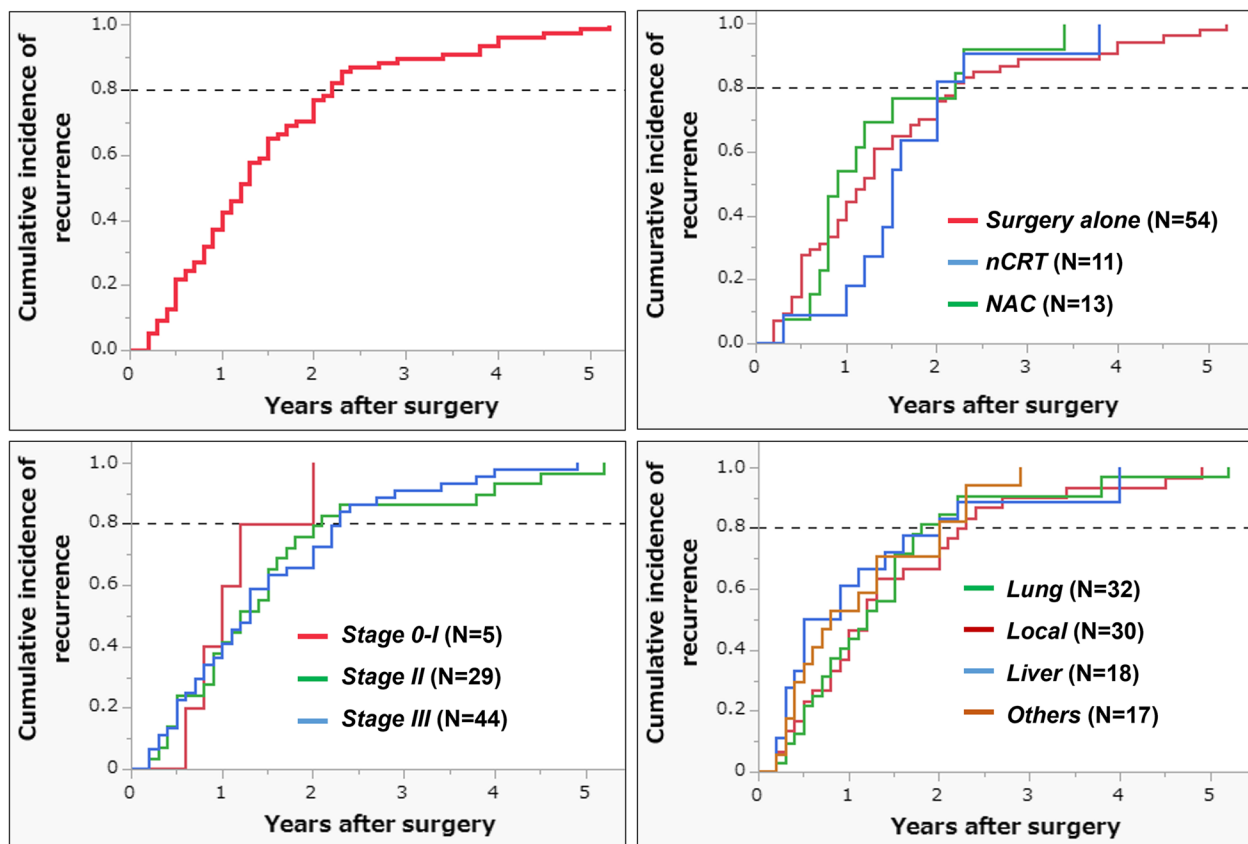 Cumulative incidence of
recurrence
1.0
0.8
0.6
0.4
0.2
0.0
0 1 2 3 4 5
Years after surgery
Cumurative incidence of
recurrence
1.0
0.8
0.6
0.4
0.2
0.0
Surgery alone (N=54)
nCRT (N=11)
NAC (N=13)
0 1 2 3 4 5
Years after surgery
Cumulative incidence of
recurrence
1.0
0.8
0.6
0.4
0.2
0
Stage 0-I (N=5)
Stage II (N=29)
Stage III (N=44)
0 1 2 3 4 5
Years after surgery
Cumulative incidence of
recurrence
1.0
0.8
0.6
0.4
0.2
0
Lung (N=32)
Local (N=30)
Liver (N=18)
Others (N=17)
0 1 2 3 4 5
Years after surgery